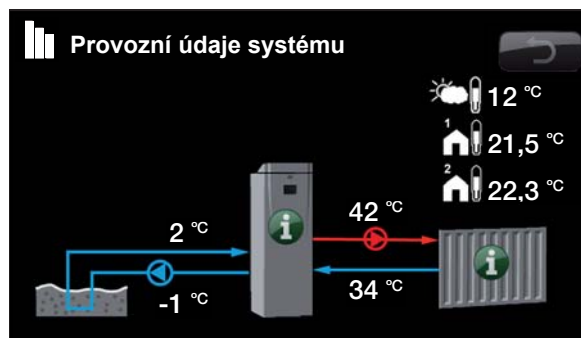 Provozní údaje systému
12 °C
1
21,5 °C
2
22,3 °C
42 °C
2 °C
i
i
34 °C
-1 °C